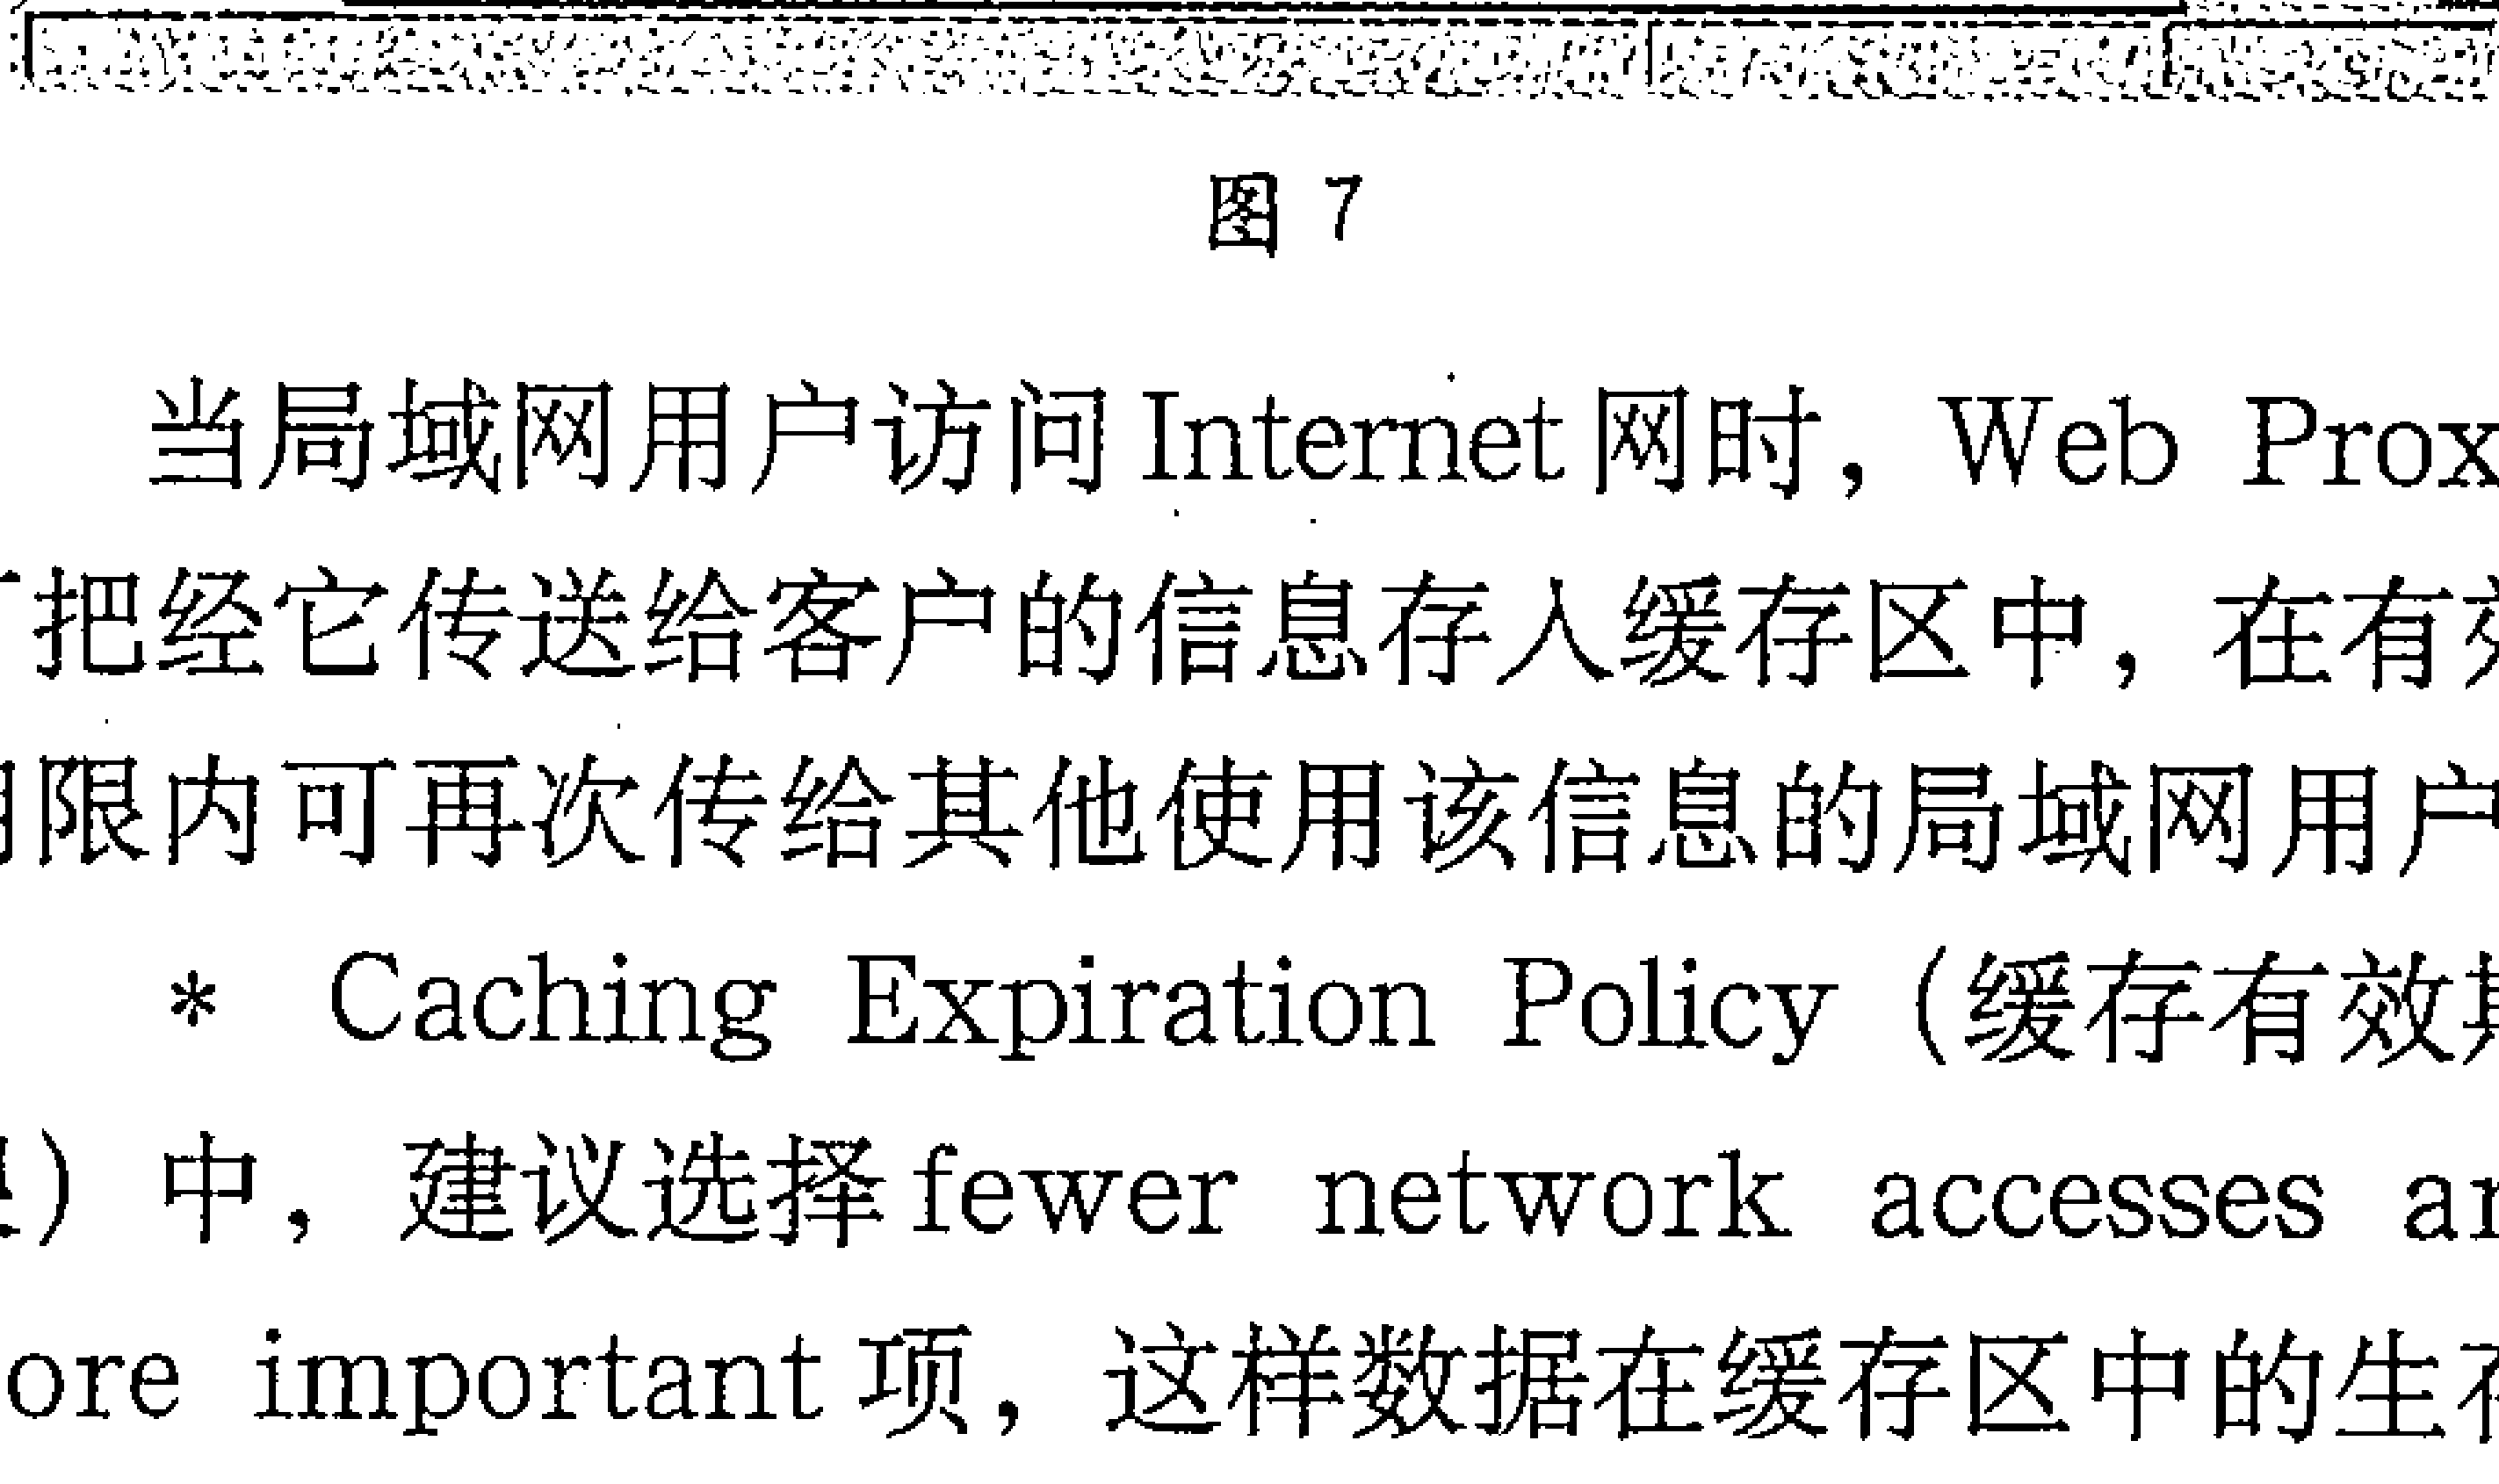 图 7
当局域网用户访问Internet网时，Web Prox
把经它传送给客户的信息存人缓存区中，在有
限内可再次传给其他使用该信息的局域网用户
* Caching Expiration Policy (缓存有效
) 中，建议选择fewer network accesses ar
ore important项，这样数据在缓存区中的生